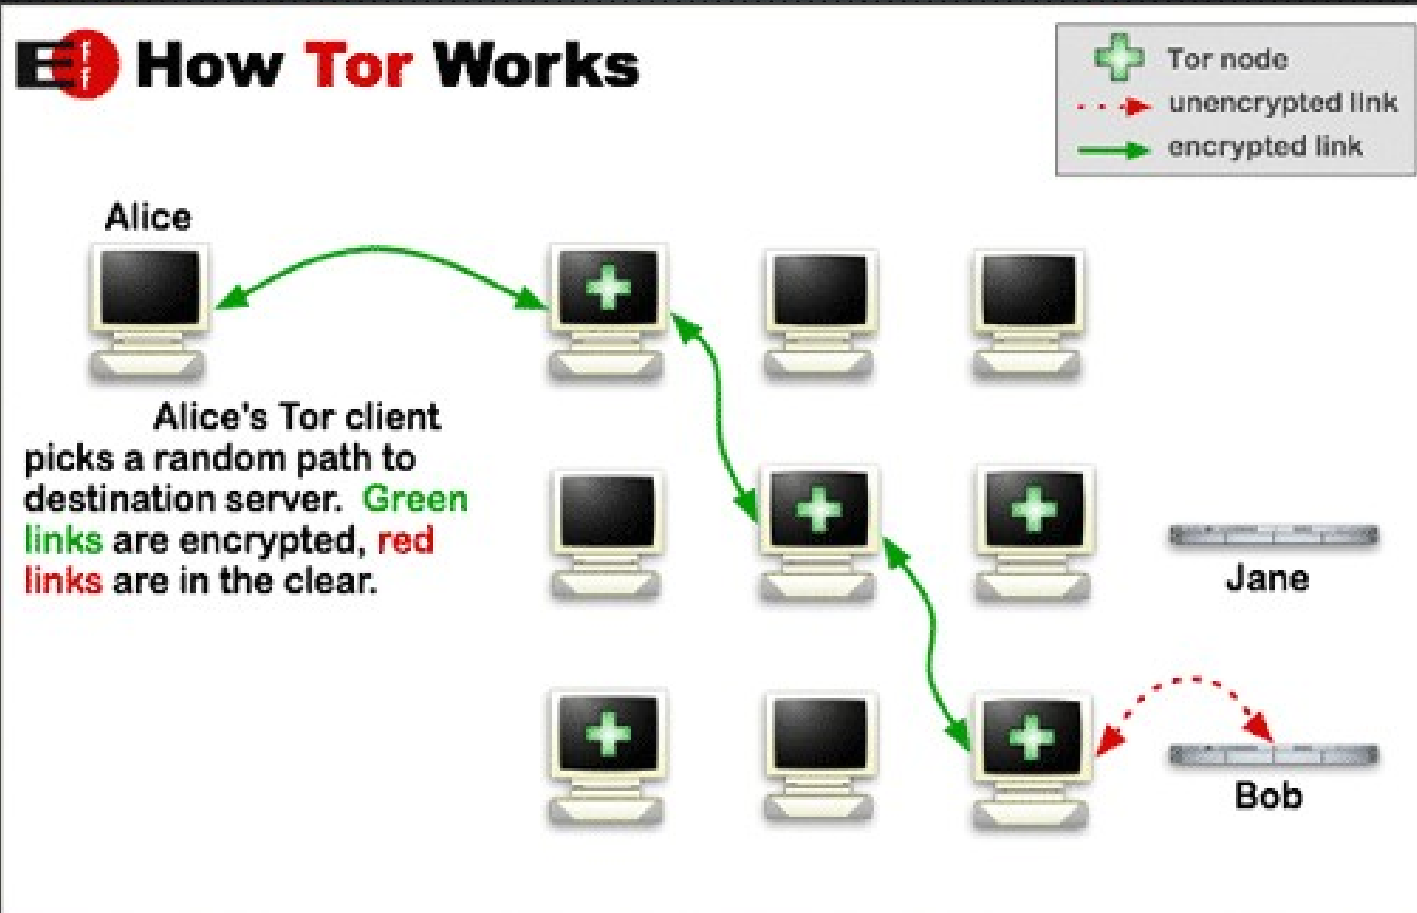 EFF How Tor Works
Tor node
unencrypted link
encrypted link
Alice
Alice's Tor client
picks a random path to
destination server. Green
links are encrypted, red
links are in the clear.
Jane
Bob